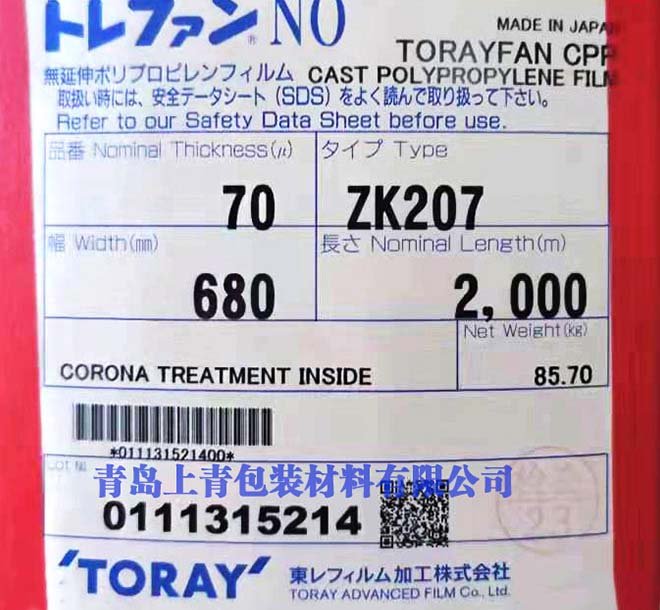 トレファン® NO
MADE IN JAPAN
TORAYFAN CPP
無延伸ポリプロピレンフィルム CAST POLYPROPYLENE FILM
取扱い時には、安全データシート（SDS）をよく読んで取り扱って下さい。
Refer to our Safety Data Sheet before use.
品番 Nominal Thickness(μ)
タイプ Type
70
ZK207
幅 Width(mm)
長さ Nominal Length(m)
680
2,000
Net Weight(kg)
CORONA TREATMENT INSIDE
85.70
*011131521400*
LOT №
青岛上青包装材料有限公司
0111315214
'TORAY'
東レフィルム加工株式会社
TORAY ADVANCED FILM Co., Ltd.